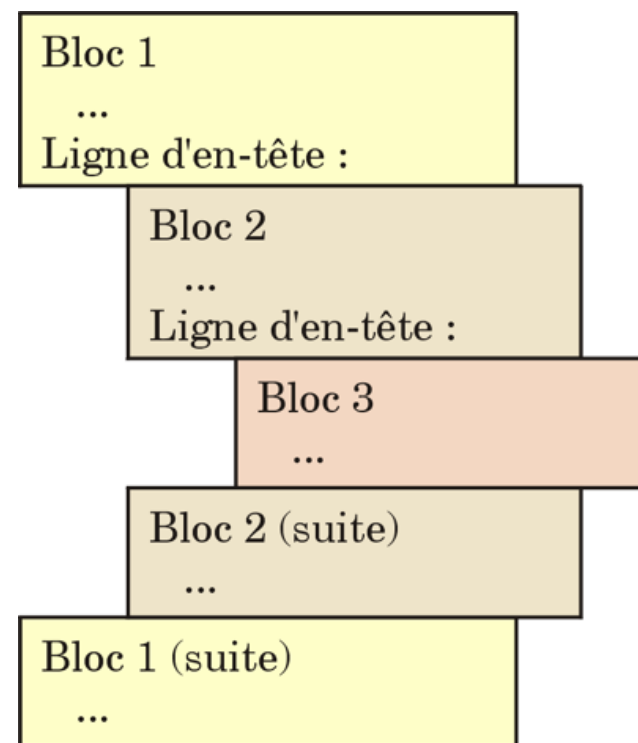 Bloc 1
...
Ligne d'en-tête :
Bloc 2
...
Ligne d'en-tête :
Bloc 3
...
Bloc 2 (suite)
...
Bloc 1 (suite)
...